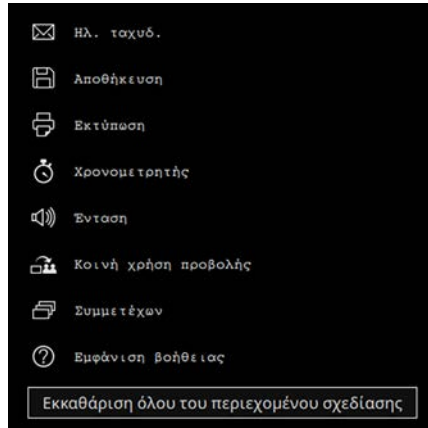 Ηλ. ταχυδ.
Αποθήκευση
Εκτύπωση
Χρονομετρητής
Ένταση
Κοινή χρήση προβολής
Συμμετέχων
Εμφάνιση βοήθειας
Εκκαθάριση όλου του περιεχομένου σχεδίασης